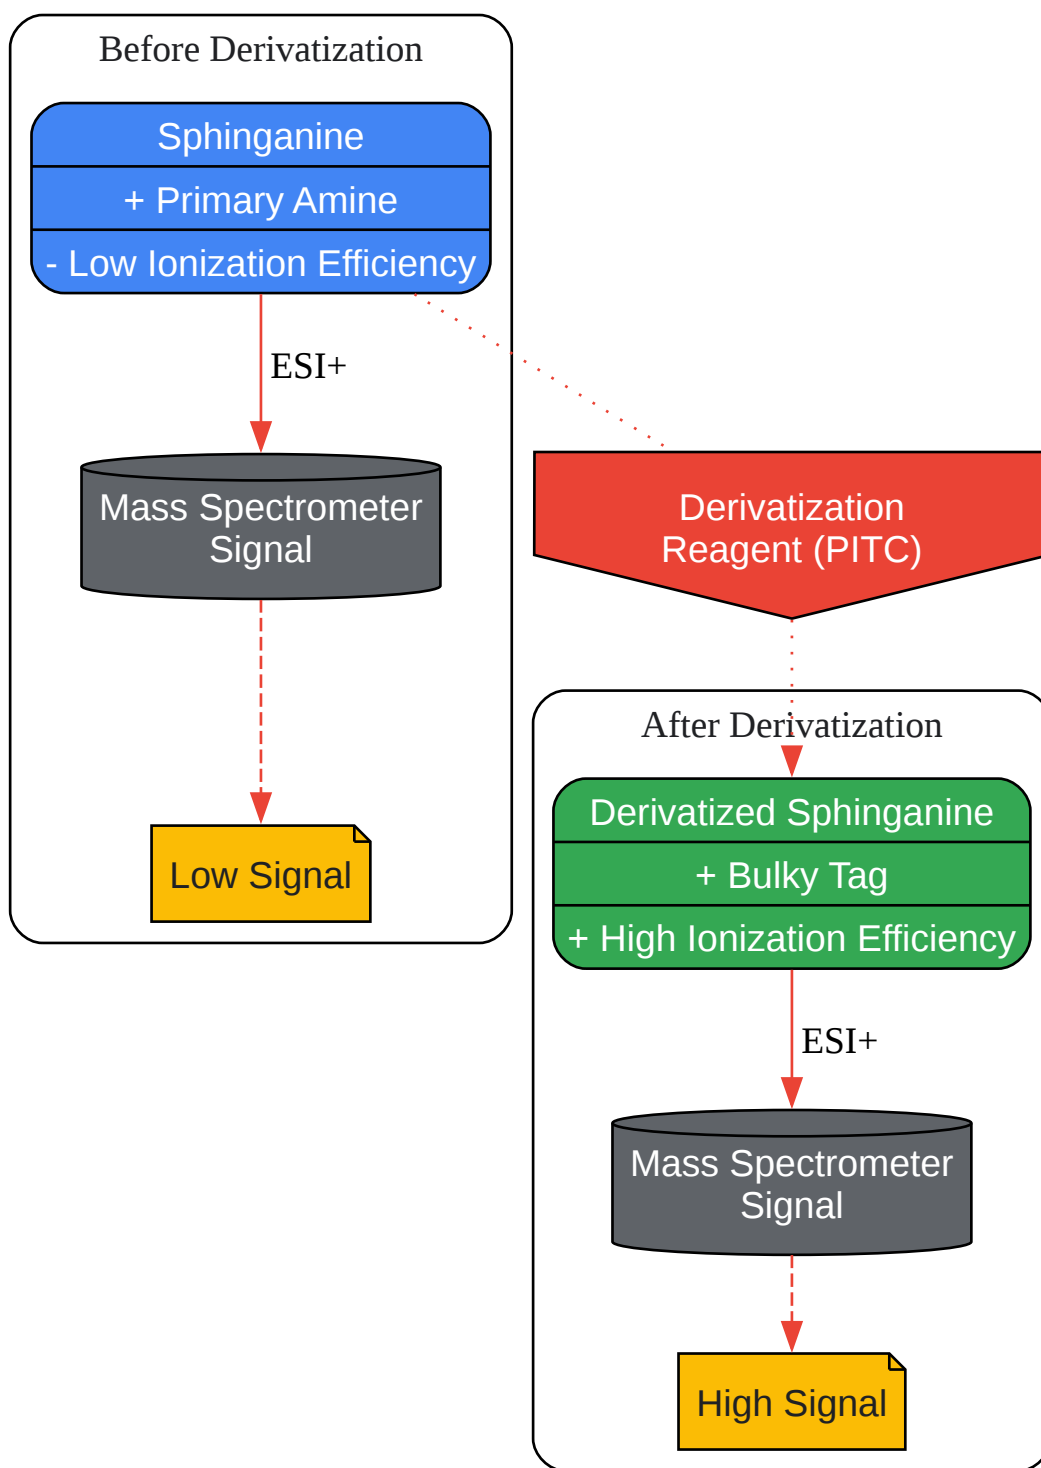 Before Derivatization
Sphinganine
+ Primary Amine
- Low Ionization Efficiency
ESI+
Mass Spectrometer
Signal
Low Signal
Derivatization
Reagent (PITC)
After Derivatization
Derivatized Sphinganine
+ Bulky Tag
+ High Ionization Efficiency
ESI+
Mass Spectrometer
Signal
High Signal